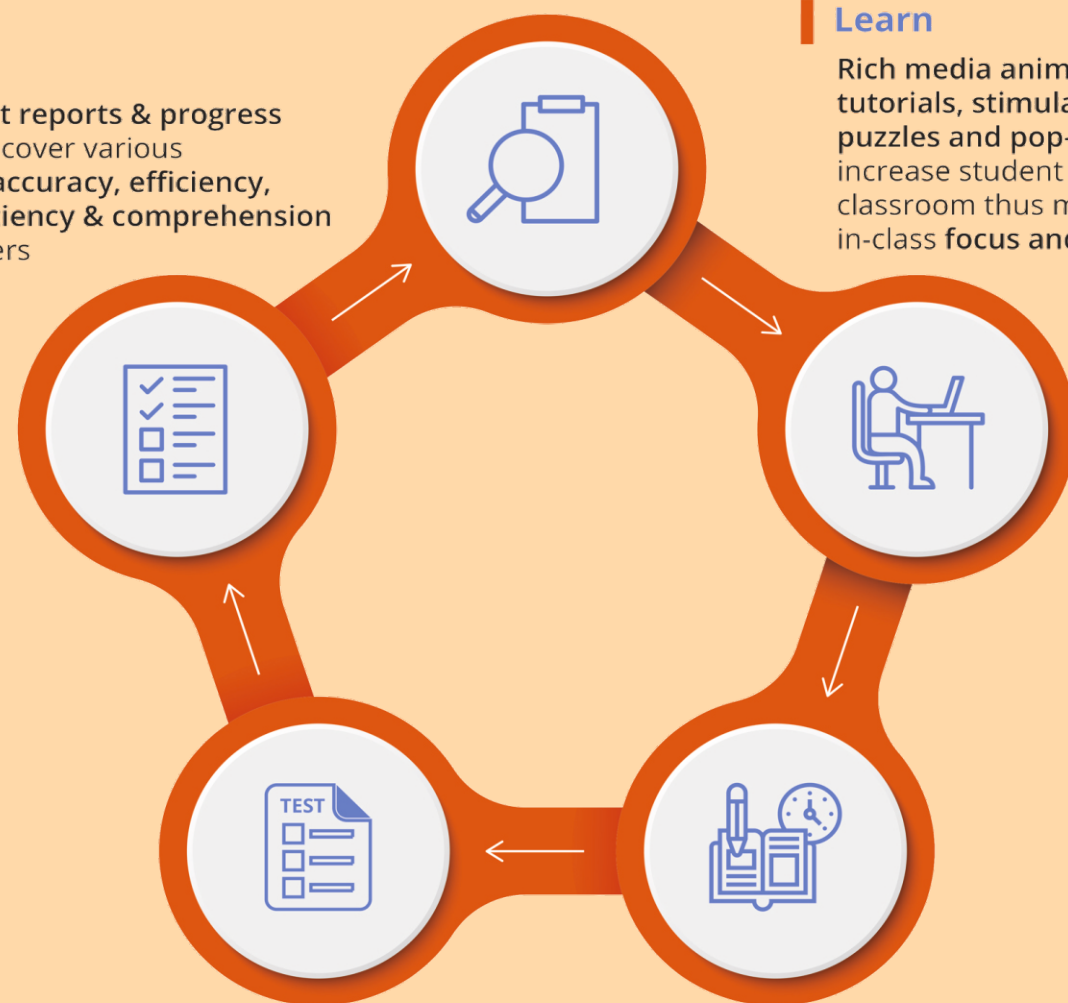 t reports & progress
cover various
accuracy, efficiency,
iency & comprehension
ers
Learn
Rich media anim
tutorials, stimula
puzzles and pop-
increase student
classroom thus m
in-class focus and
TEST